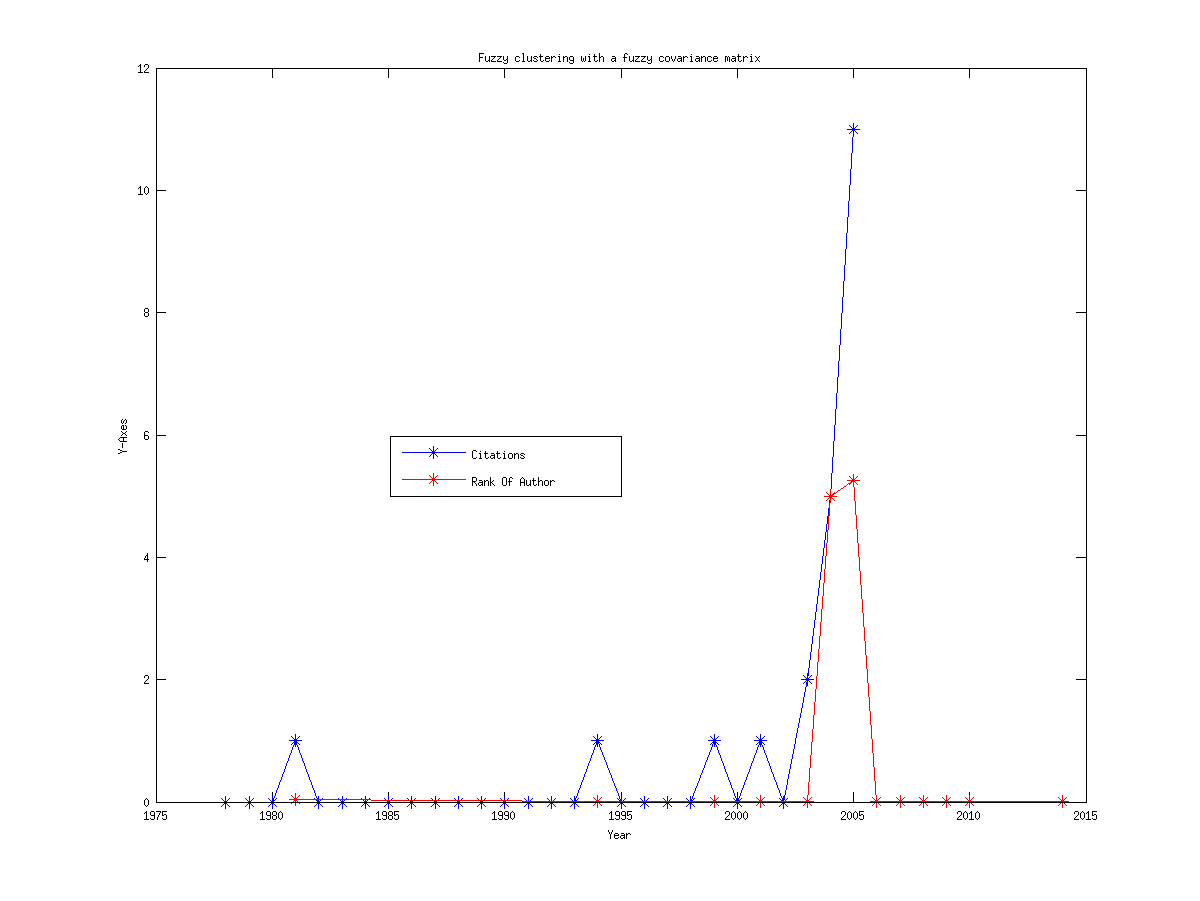 Fuzzy clustering with a fuzzy covariance matrix
12
10
8
6
4
2
0
Y-Axes
Citations
Rank Of Author
1975 1980 1985 1990 1995 2000 2005 2010 2015
Year